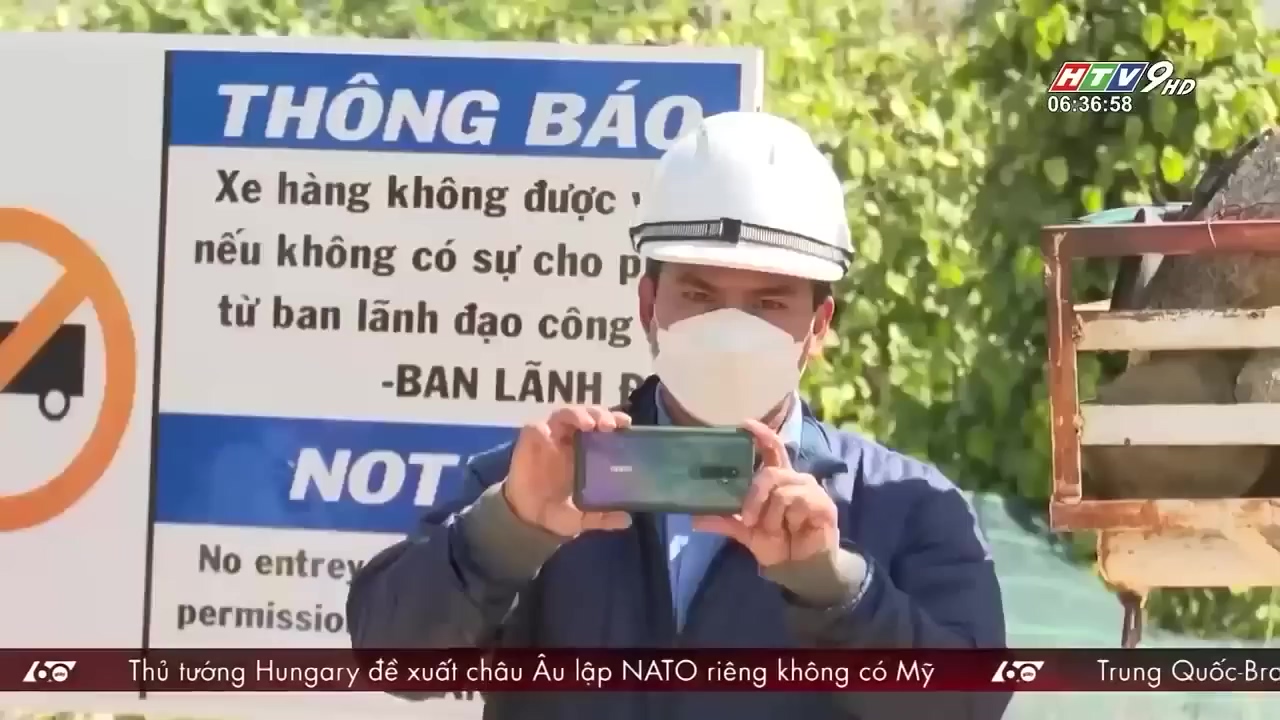 HTV9HD
06:36:58
THÔNG BÁO
Xe hàng không được
nếu không có sự cho
từ ban lãnh đạo công
-BAN LÃNH
No entrey
permissio
60
Thủ tướng Hungary đề xuất châu Âu lập NATO riêng không có Mỹ
60
Trung Quốc-Bra